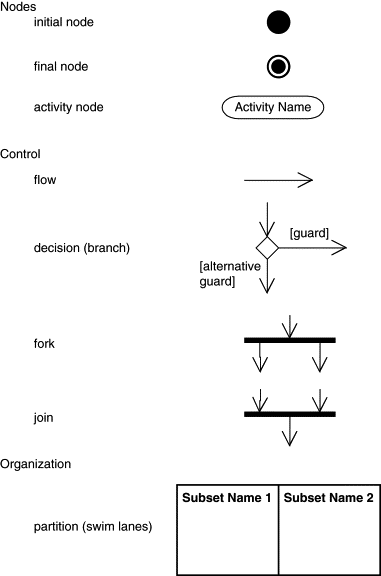 Nodes
initial node
final node
activity node
Activity Name
Control
flow
decision (branch)
[guard]
[alternative
guard]
fork
join
Organization
partition (swim lanes)
Subset Name 1
Subset Name 2